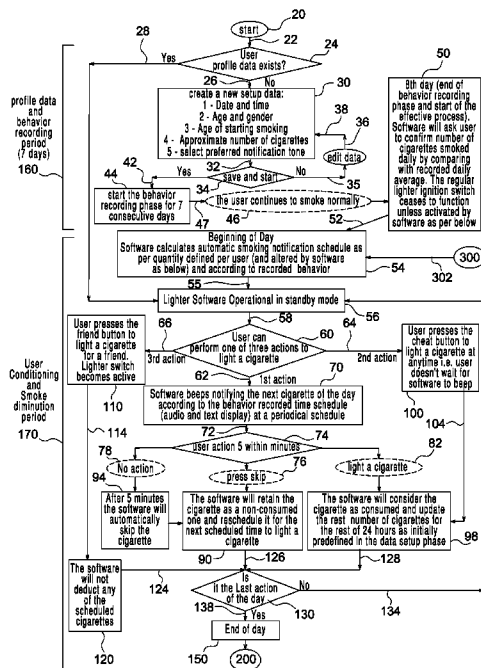 start
20
28
22
24
Yes
User
profile data exists?
26
No
30
50
create a new setup data:
1 - Date and time
2 - Age and gender
3 - Age of starting smoking
4 - Approximate number of cigarettes
5 - select preferred notification tone
38
36
edit data
32
42
Yes
save and start
No
34
35
44
start the behavior
recording phase for 7
consecutive days
47
the user continues to smoke normally
46
8th day (end of
behavior recording
phase and start of the
effective process).
Software will ask user
to confirm number
of cigarettes
smoked daily by
comparing with
recorded daily
average. The regular
lighter ignition switch
ceases to function
unless activated by
software as per below
52
profile data
and
behavior
recording
period
(7 days)
160
Beginning of Day
Software calculates automatic smoking notification schedule as
per quantity defined per user (and altered by software
as below) and according to recorded behavior
300
302
54
55
Lighter Software Operational in standby mode
56
58
66
60
64
User can
perform one of three actions to
light a cigarette
3rd action
2nd action
62
1st action
User presses the
friend button to
light a cigarette
for a friend.
Lighter switch
becomes active
110
User presses the
cheat button to
light a cigarette at
anytime i.e. user
doesn't wait for
software to beep
100
104
70
Software beeps notifying the next cigarette of the day
according to the behavior recorded time schedule
(audio and text display) at a periodical schedule
User
Conditioning
and
Smoke
diminution
period
170
114
72
74
user action 5 within minutes
78
No action
76
press skip
82
light a cigarette
94
After 5 minutes
the software will
automatically
skip the
cigarette
The software will retain the
cigarette as a non-consumed
one and reschedule it for the
next scheduled time to light a
cigarette
90
The software will consider the
cigarette as consumed and update
the rest number of cigarettes for
the rest of 24 hours as initially
predefined in the data setup phase
98
126
128
The software
will not
deduct any
of the
scheduled
cigarettes
120
124
Is
it the Last action
of the day
No
134
138
Yes
130
End of day
150
200